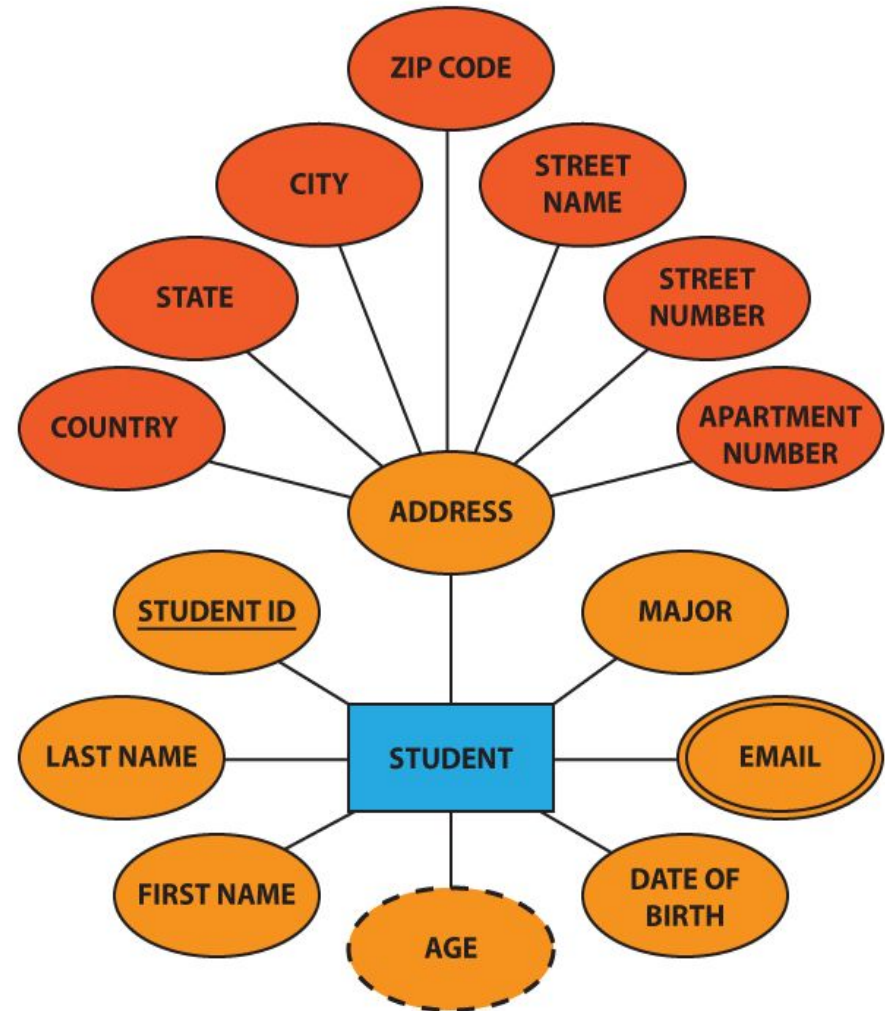 ZIP CODE
CITY
STREET
NAME
STATE
STREET
NUMBER
COUNTRY
APARTMENT
NUMBER
ADDRESS
STUDENT ID
MAJOR
LAST NAME
STUDENT
EMAIL
FIRST NAME
DATE OF
BIRTH
AGE